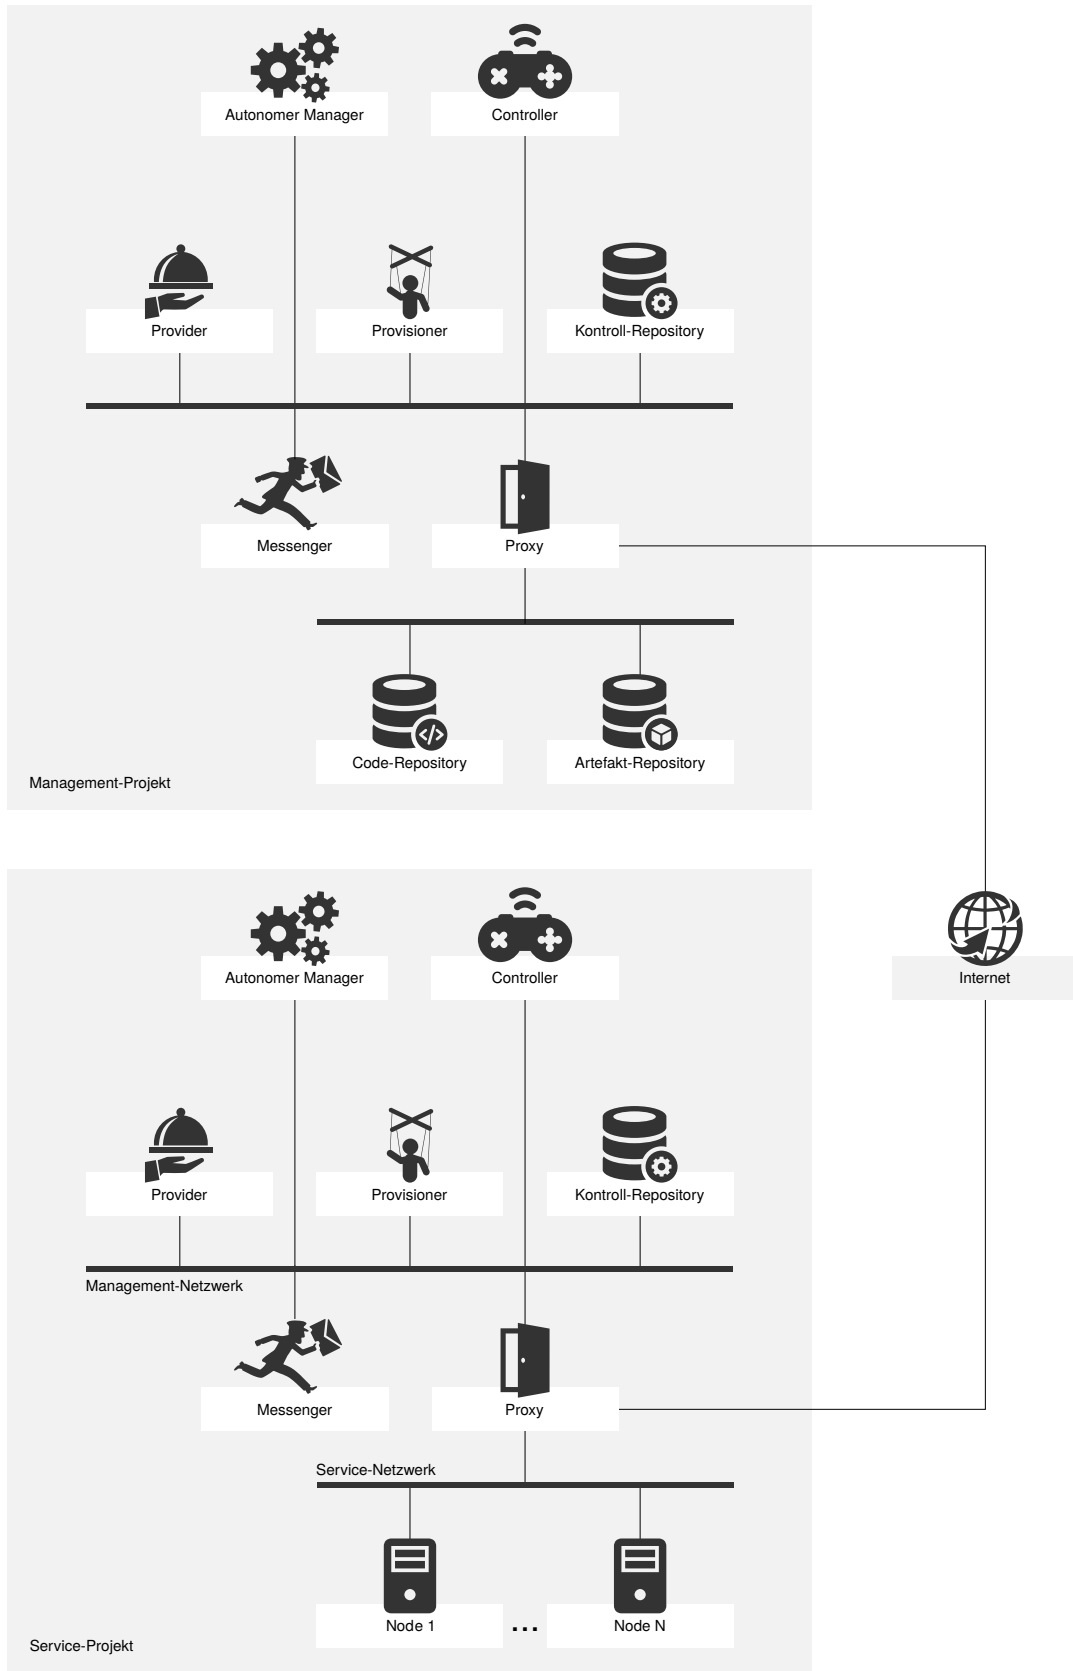 Autonomer Manager
Controller
Provider
Provisioner
Kontroll-Repository
Messenger
Proxy
Code-Repository
Artefakt-Repository
Management-Projekt
Autonomer Manager
Controller
Internet
Provider
Provisioner
Kontroll-Repository
Management-Netzwerk
Messenger
Proxy
Service-Netzwerk
Node 1
...
Node N
Service-Projekt